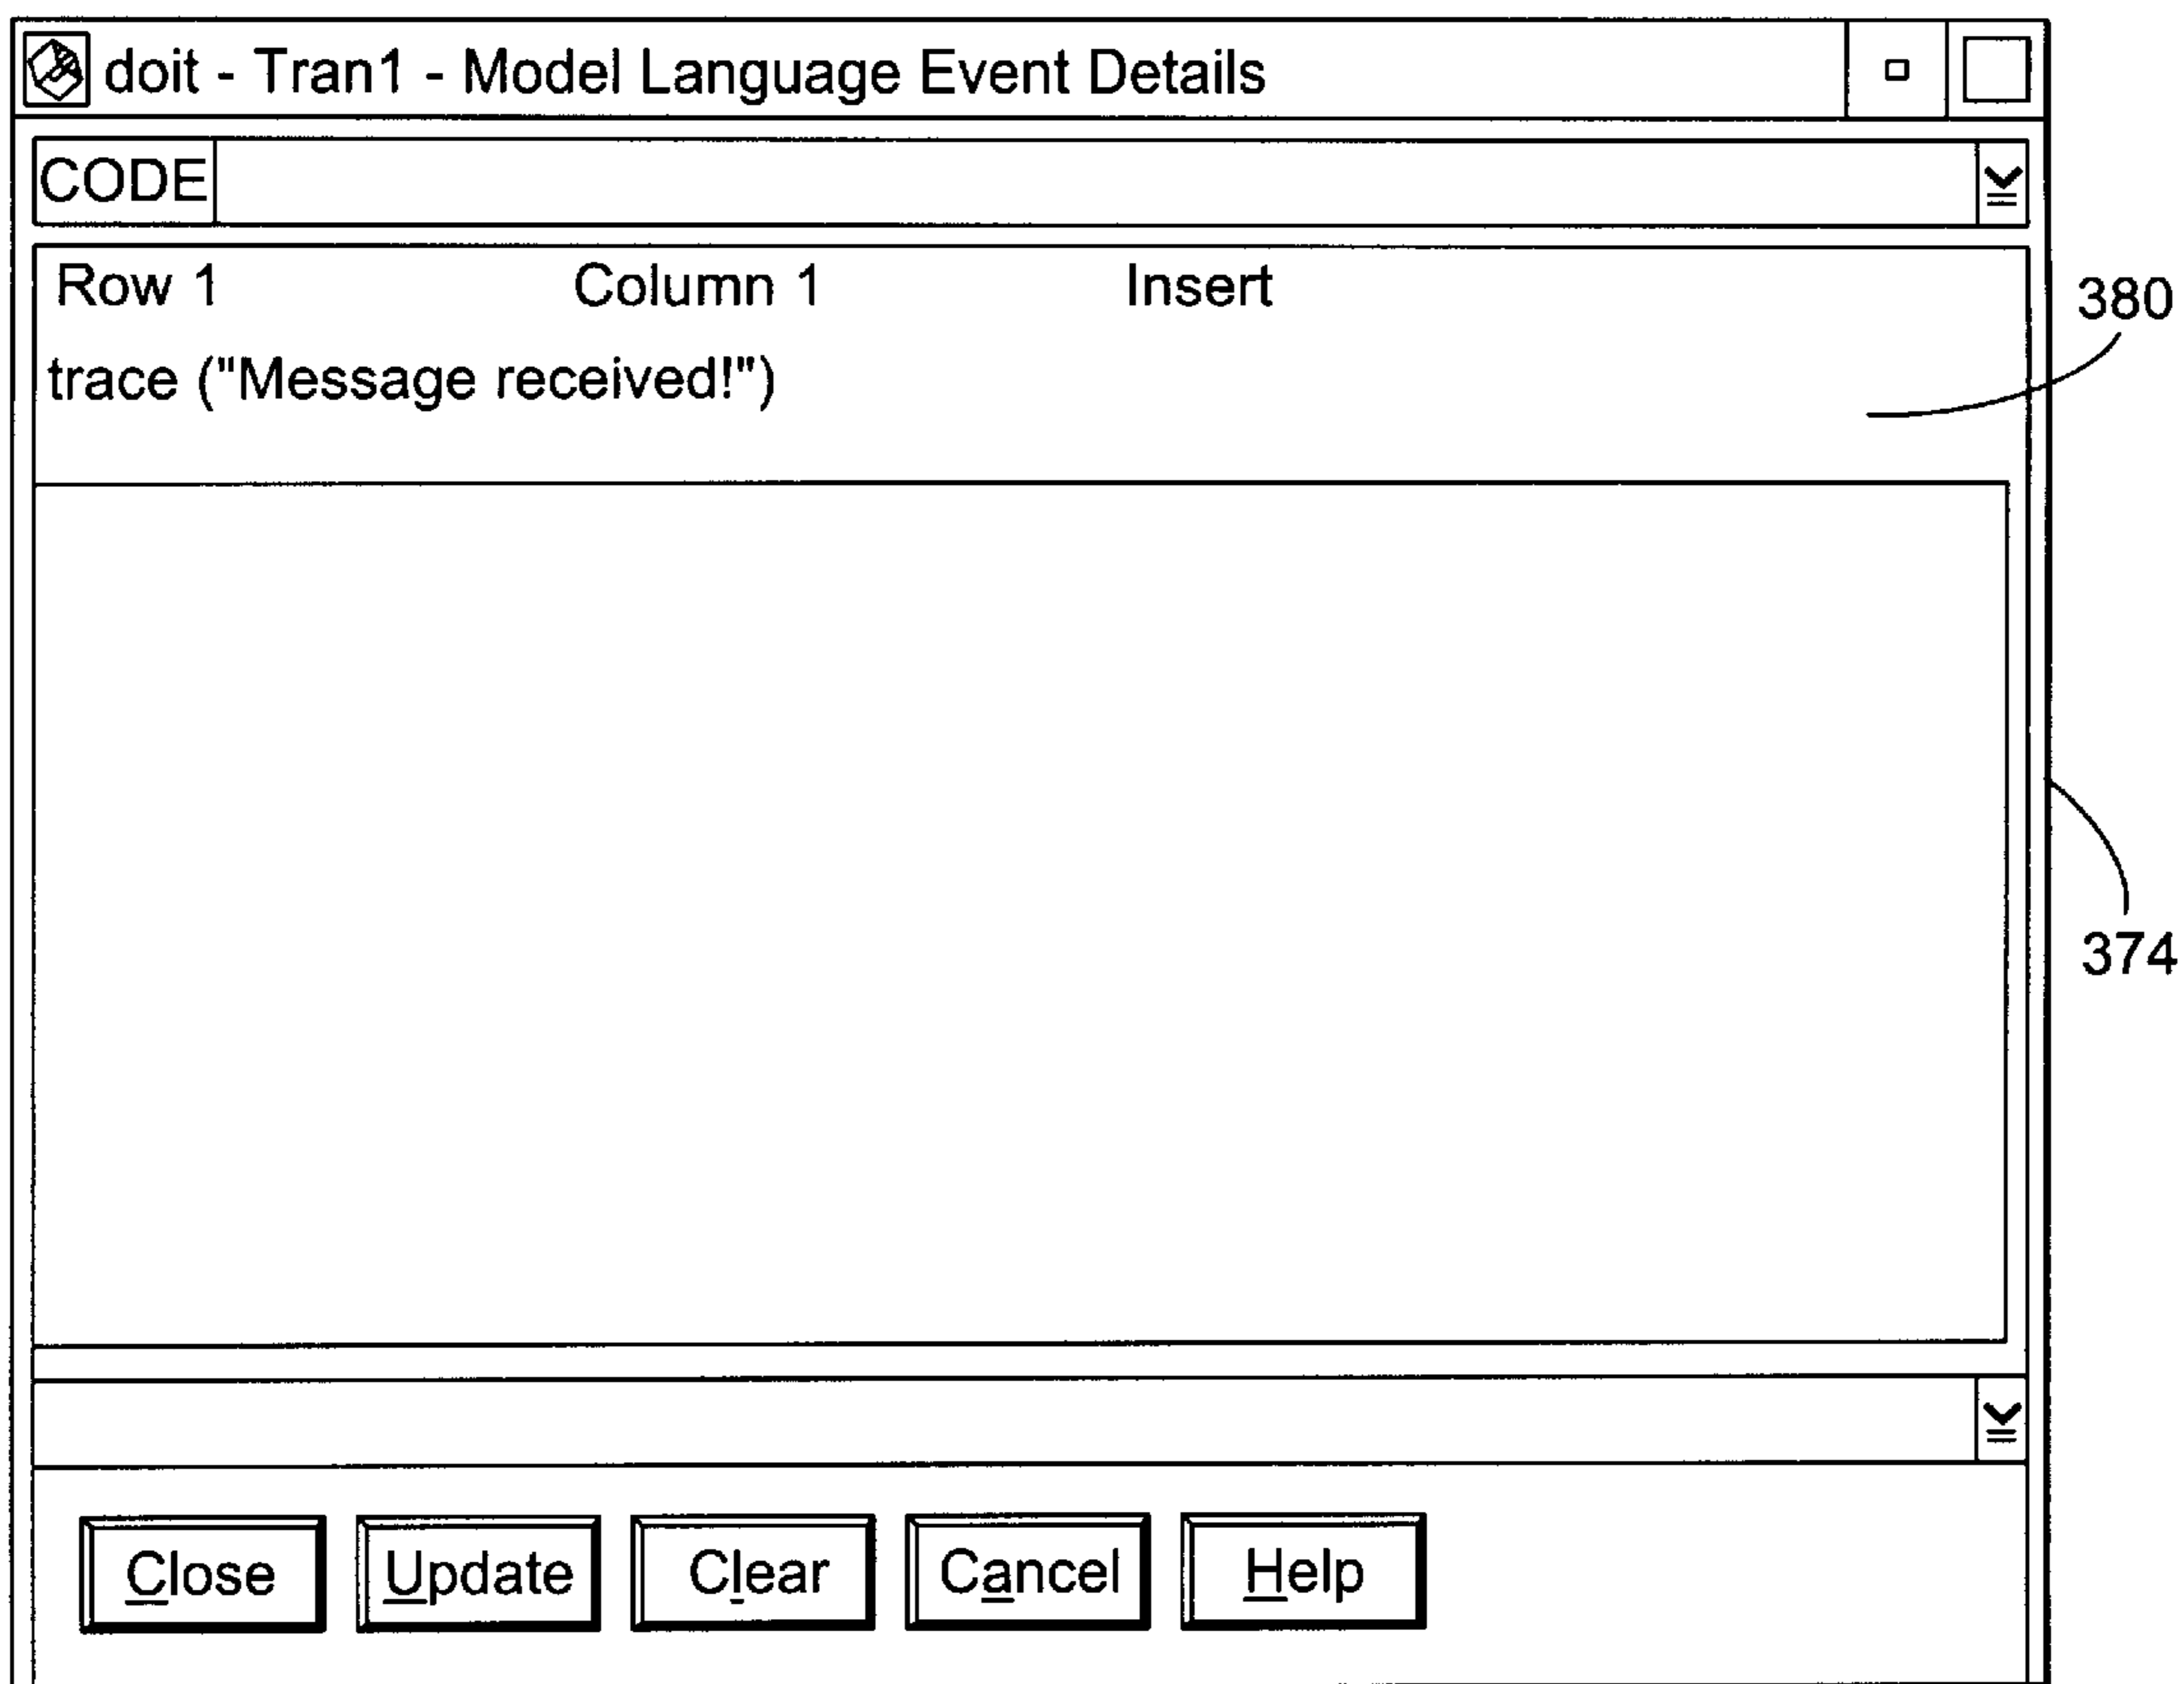 doit - Tran1 - Model Language Event Details
CODE
Row 1 Column 1 Insert
380
trace ("Message received!")
374
Close Update Clear Cancel Help